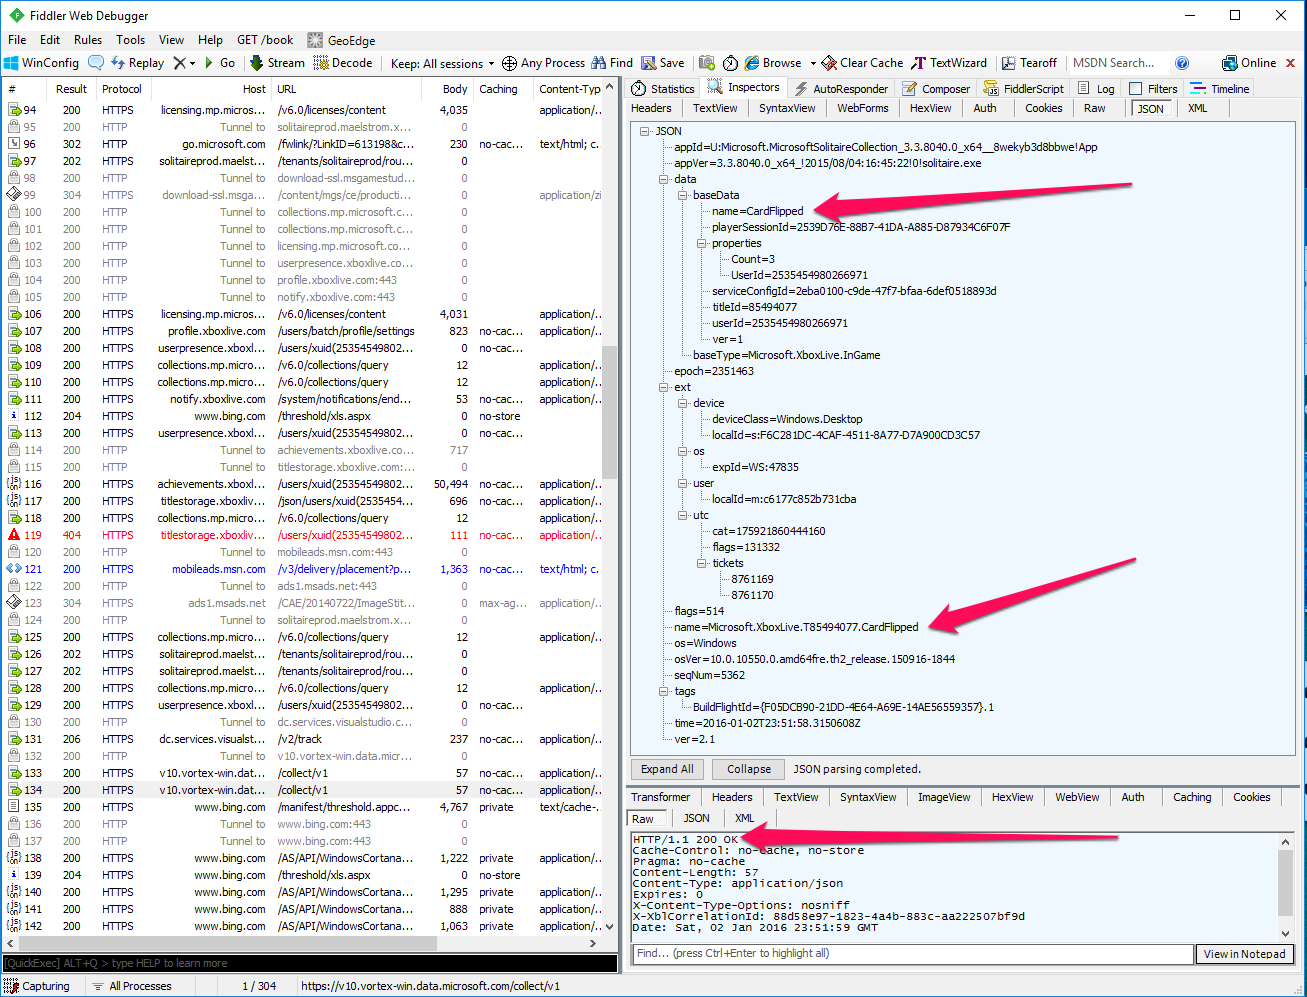 Fiddler Web Debugger
File Edit Rules Tools View Help GET /book GeoEdge
WinConfig Replay Go Stream Decode Keep: All sessions Any Process Find Save Browse Clear Cache TextWizard Tearoff MSDN Search... Online
# Result Protocol Host URL Body Caching Content-Typ
94 200 HTTPS licensing.mp.microsoft... /v6.0/licenses/content 4,035 application/..
95 200 HTTP Tunnel to solitaireprod.maelstrom.x... 0
96 302 HTTP go.microsoft.com /fwlink/?LinkID=613198&c... 230 no-cac... text/html; c..
97 202 HTTPS solitaireprod.maelst... /tenants/solitaireprod/rou... 0
98 200 HTTP Tunnel to download-ssl.msgamestud... 0
99 304 HTTPS download-ssl.msga... /content/mgs/ce/producti... 0 application/zi
100 200 HTTP Tunnel to collections.mp.microsoft.c... 0
101 200 HTTP Tunnel to collections.mp.microsoft.c... 0
102 200 HTTP Tunnel to licensing.mp.microsoft.co... 0
103 200 HTTP Tunnel to userpresence.xboxlive.co... 0
104 200 HTTP Tunnel to profile.xboxlive.com:443 0
105 200 HTTP Tunnel to notify.xboxlive.com:443 0
106 200 HTTPS licensing.mp.microsoft... /v6.0/licenses/content 4,031 application/..
107 200 HTTPS profile.xboxlive.com /users/batch/profile/settings 823 no-cac... application/..
108 200 HTTPS userpresence.xboxl... /users/xuid(25354549802... 0 no-cac...
109 200 HTTPS collections.mp.micro... /v6.0/collections/query 12 application/..
110 200 HTTPS collections.mp.micro... /v6.0/collections/query 12 application/..
111 200 HTTPS notify.xboxlive.com /system/notifications/end... 53 no-cac... application/..
112 204 HTTPS www.bing.com /threshold/xls.aspx 0 no-store
113 200 HTTPS userpresence.xboxl... /users/xuid(25354549802... 0 no-cac...
114 200 HTTP Tunnel to achievements.xboxlive.co... 717
115 200 HTTP Tunnel to titlestorage.xboxlive.com:... 0
116 200 HTTPS achievements.xboxl... /users/xuid(25354549802... 50,494 no-cac... application/..
117 200 HTTPS titlestorage.xboxliv... /json/users/xuid(2535454... 696 no-cac... application/..
118 200 HTTPS collections.mp.micro... /v6.0/collections/query 12 application/..
119 404 HTTPS titlestorage.xboxliv... /users/xuid(25354549802... 111 no-cac... application/..
120 200 HTTP Tunnel to mobileads.msn.com:443 0
121 200 HTTPS mobileads.msn.com /v3/delivery/placement?p... 1,363 no-cac... text/html; c..
122 200 HTTP Tunnel to ads1.msads.net:443 0
123 304 HTTPS ads1.msads.net /CAE/20140722/ImageStit... 0 max-ag... application/..
124 200 HTTP Tunnel to solitaireprod.maelstrom.x... 0
125 200 HTTPS collections.mp.micro... /v6.0/collections/query 12 application/..
126 202 HTTPS solitaireprod.maelst... /tenants/solitaireprod/rou... 0
127 202 HTTPS solitaireprod.maelst... /tenants/solitaireprod/rou... 0
128 200 HTTPS collections.mp.micro... /v6.0/collections/query 12 application/..
129 200 HTTPS userpresence.xboxl... /users/xuid(25354549802... 0 no-cac...
130 200 HTTP Tunnel to dc.services.visualstudio.c... 0
131 206 HTTPS dc.services.visualst... /v2/track 237 no-cac... application/..
132 200 HTTP Tunnel to v10.vortex-win.data.micr... 0
133 200 HTTPS v10.vortex-win.dat... /collect/v1 57 no-cac... application/..
134 200 HTTPS v10.vortex-win.dat... /collect/v1 57 no-cac... application/..
135 200 HTTPS www.bing.com /manifest/threshold.appc... 4,767 private text/cache-..
136 200 HTTP Tunnel to www.bing.com:443 0
137 200 HTTP Tunnel to www.bing.com:443 0
138 200 HTTPS www.bing.com /AS/API/WindowsCortana... 1,222 private application/..
139 204 HTTPS www.bing.com /threshold/xls.aspx 0 no-store
140 200 HTTPS www.bing.com /AS/API/WindowsCortana... 1,295 private application/..
141 200 HTTPS www.bing.com /AS/API/WindowsCortana... 888 private application/..
142 200 HTTPS www.bing.com /AS/API/WindowsCortana... 1,063 private application/..
[QuickExec] ALT+Q > type HELP to learn more
Statistics Inspectors AutoResponder Composer FiddlerScript Log Filters Timeline
Headers TextView SyntaxView WebForms HexView Auth Cookies Raw JSON XML
JSON
appId=U:Microsoft.MicrosoftSolitaireCollection_3.3.8040.0_x64__8wekyb3d8bbwe!App
appVer=3.3.8040.0_x64_!2015/08/04:16:45:22!0!solitaire.exe
data
baseData
name=CardFlipped
playerSessionId=2539D76E-88B7-41DA-A885-D87934C6F07F
properties
Count=3
UserId=2535454980266971
serviceConfigId=2eba0100-c9de-47f7-bfaa-6def0518893d
titleId=85494077
userId=2535454980266971
ver=1
baseType=Microsoft.XboxLive.InGame
epoch=2351463
ext
device
deviceClass=Windows.Desktop
localId=s:F6C281DC-4CAF-4511-8A77-D7A900CD3C57
os
expId=WS:47835
user
localId=m:c6177c852b731cba
utc
cat=175921860444160
flags=131332
tickets
8761169
8761170
flags=514
name=Microsoft.XboxLive.T85494077.CardFlipped
os=Windows
osVer=10.0.10550.0.amd64fre.th2_release.150916-1844
seqNum=5362
tags
BuildFlightId={F05DCB90-21DD-4E64-A69E-14AE56559357}.1
time=2016-01-02T23:51:58.3150608Z
ver=2.1
Expand All Collapse JSON parsing completed.
Transformer Headers TextView SyntaxView ImageView HexView WebView Auth Caching Cookies
Raw JSON XML
HTTP/1.1 200 OK
Cache-Control: no-cache, no-store
Pragma: no-cache
Content-Length: 57
Content-Type: application/json
Expires: 0
X-Content-Type-Options: nosniff
X-XblCorrelationId: 88d58e97-1823-4a4b-883c-aa222507bf9d
Date: Sat, 02 Jan 2016 23:51:59 GMT
Find... (press Ctrl+Enter to highlight all) View in Notepad
Capturing All Processes 1 / 304 https://v10.vortex-win.data.microsoft.com/collect/v1